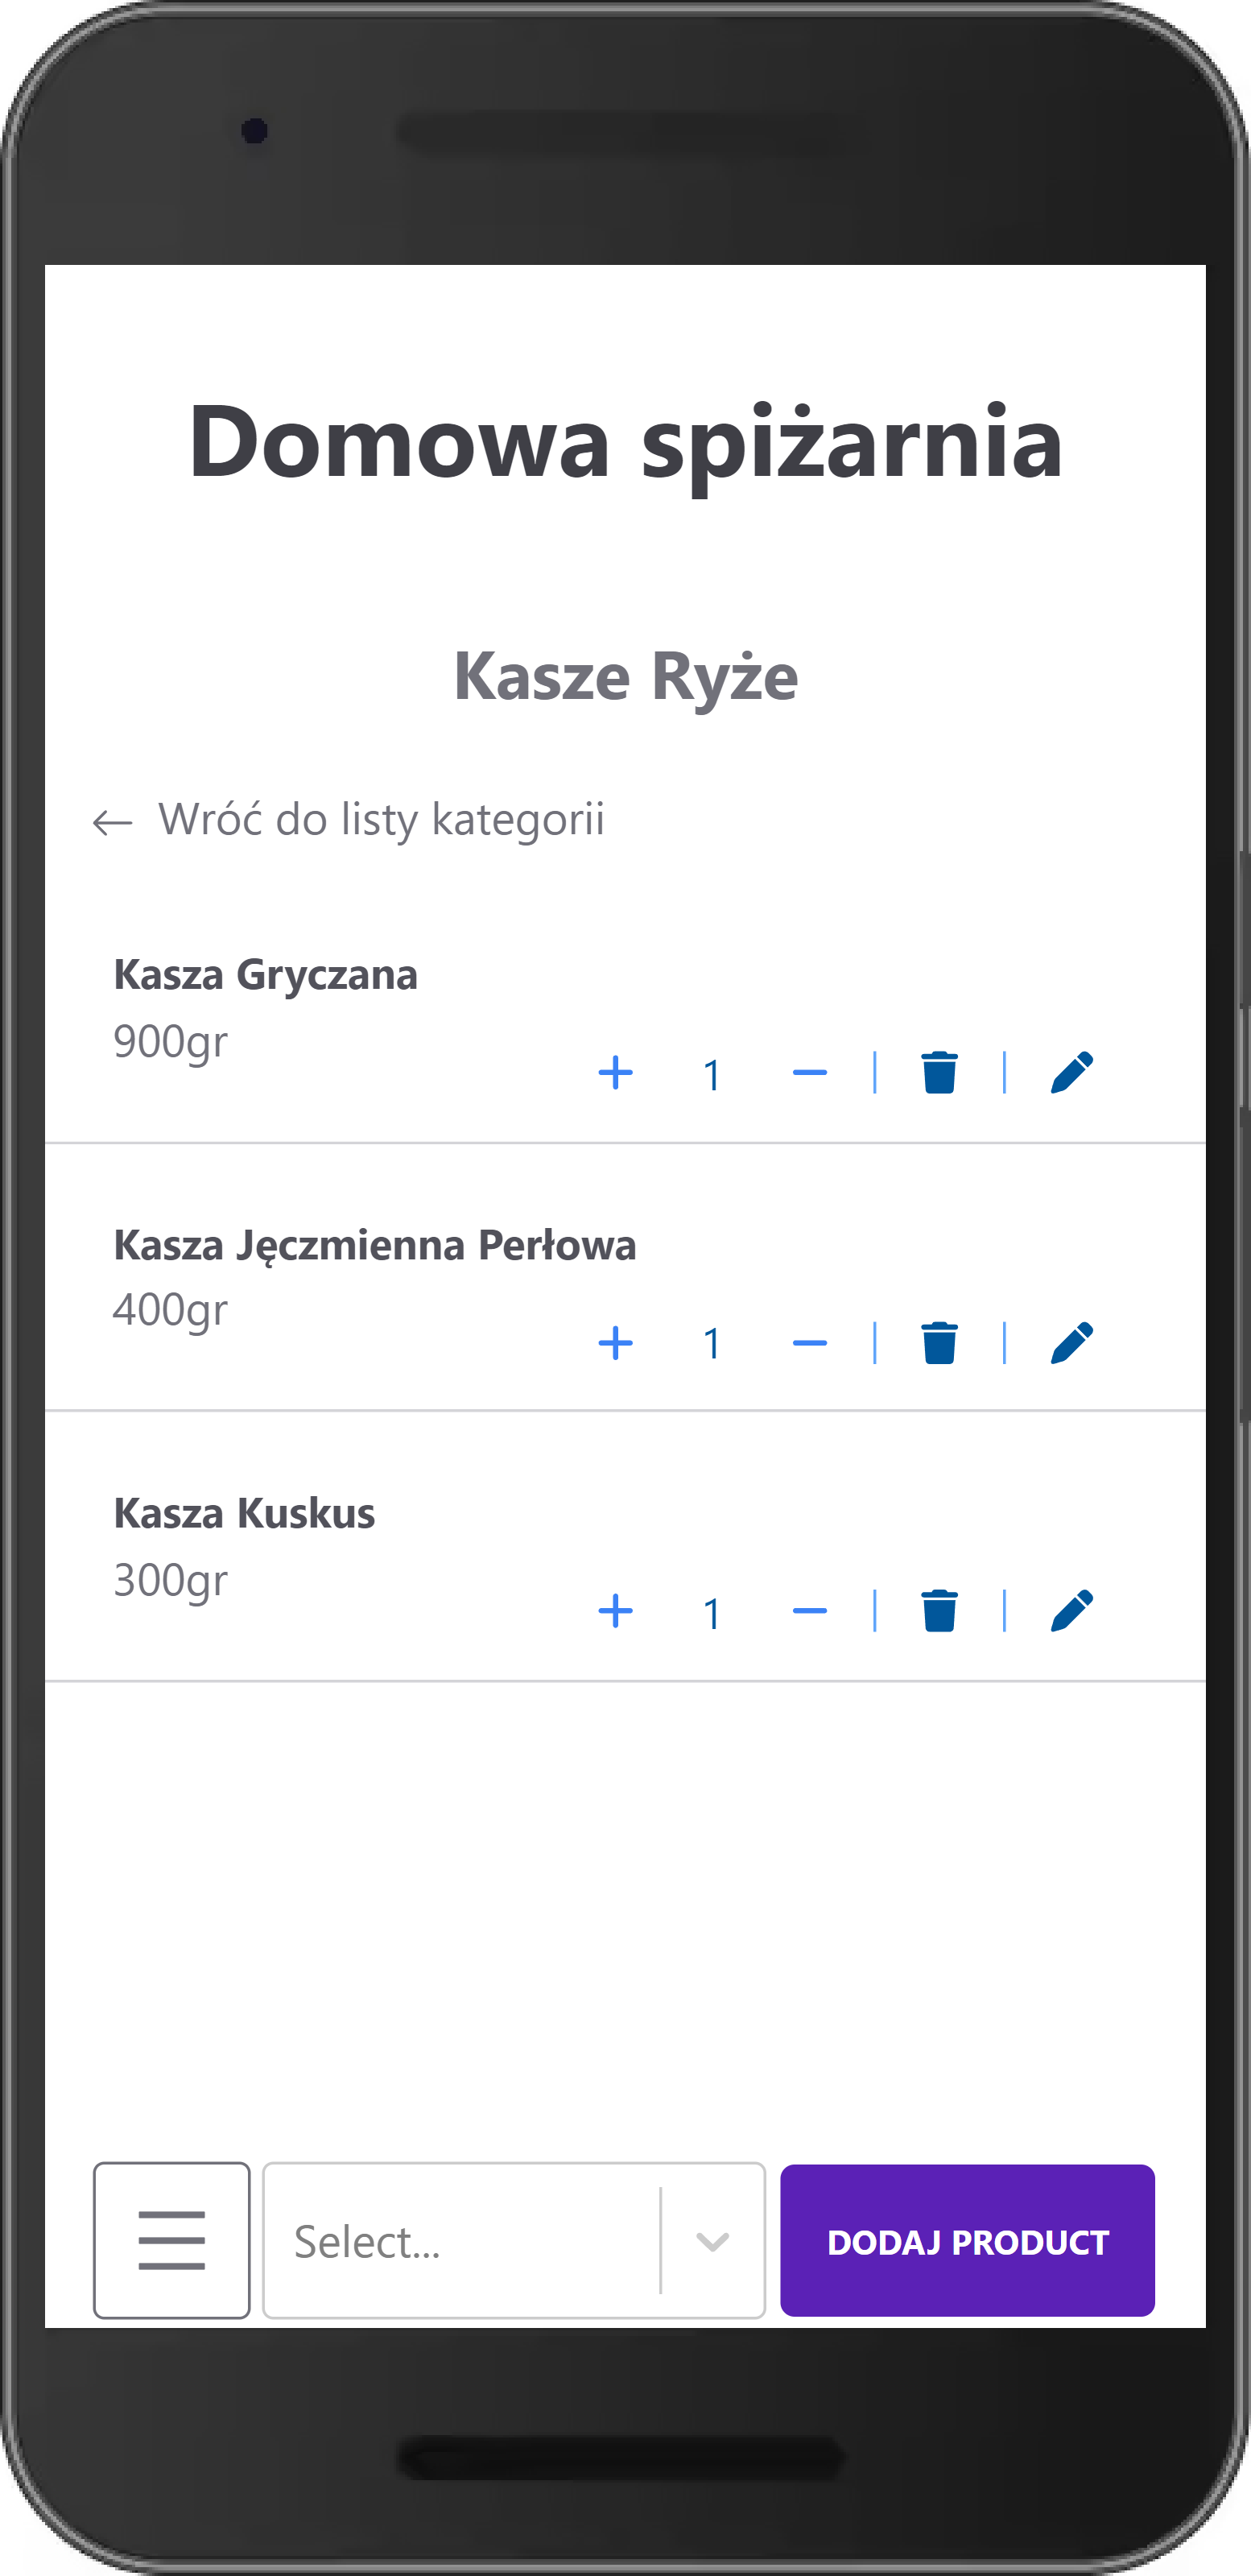 Domowa spiżarnia
Kasze Ryże
← Wróć do listy kategorii
Kasza Gryczana
900gr
+ 1 −
Kasza Jęczmienna Perłowa
400gr
+ 1 −
Kasza Kuskus
300gr
+ 1 −
Select...
DODAJ PRODUCT